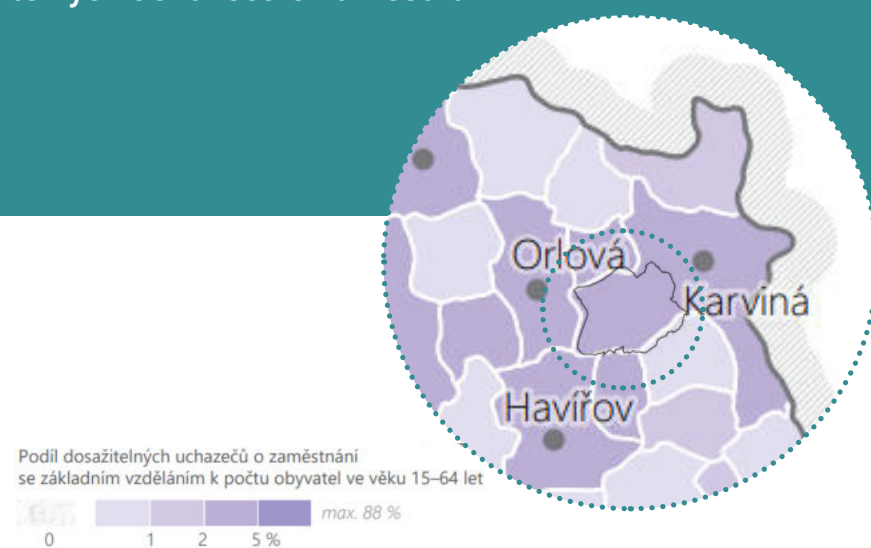 Orlová
Karviná
Havířov
Podíl dosažitelných uchazečů o zaměstnání
se základním vzděláním k počtu obyvatel ve věku 15–64 let
max. 88 %
0 1 2 5 %